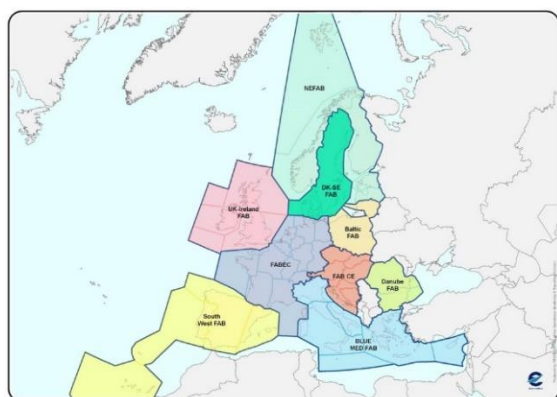 NEFAB
DK-SE
FAB
UK-Ireland
FAB
Baltic
FAB
FABEC
FAB CE
Danube
FAB
South
West FAB
BLUE
MED FAB